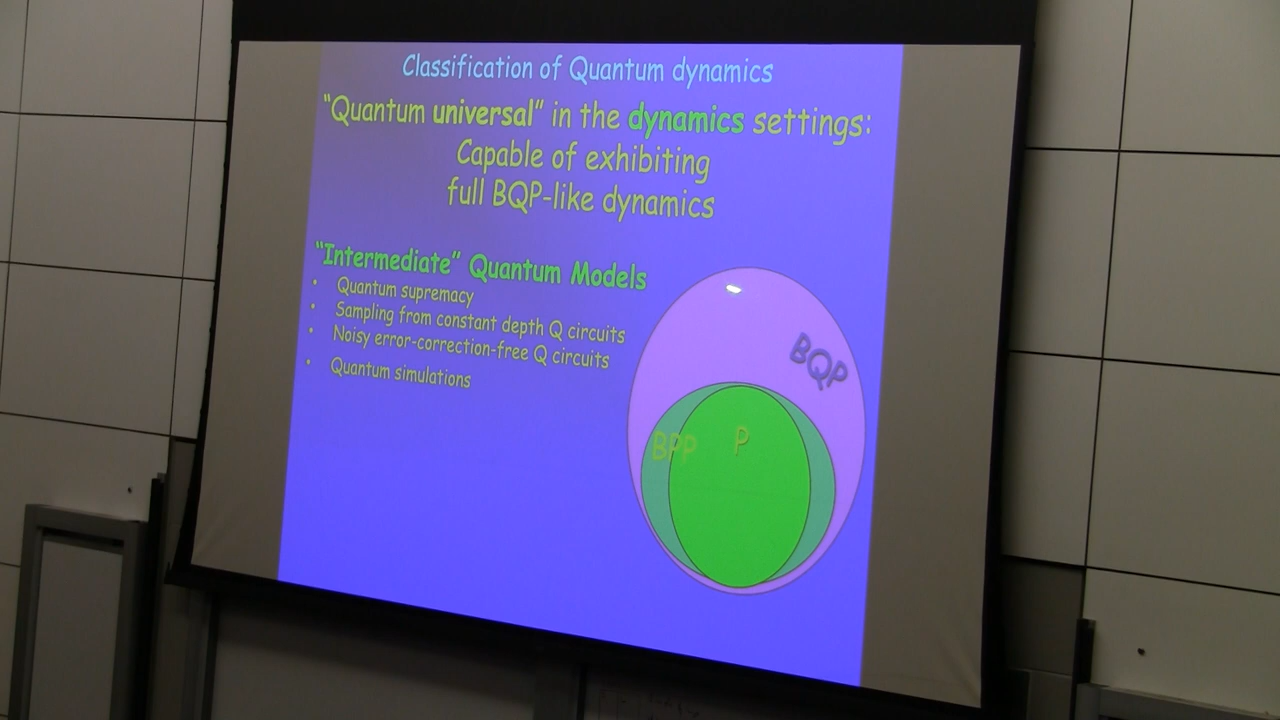 Classification of Quantum dynamics
“Quantum universal” in the dynamics settings:
Capable of exhibiting
full BQP-like dynamics
“Intermediate” Quantum Models
• Quantum supremacy
• Sampling from constant depth Q circuits
• Noisy error-correction-free Q circuits
• Quantum simulations
BQP
BPP
P